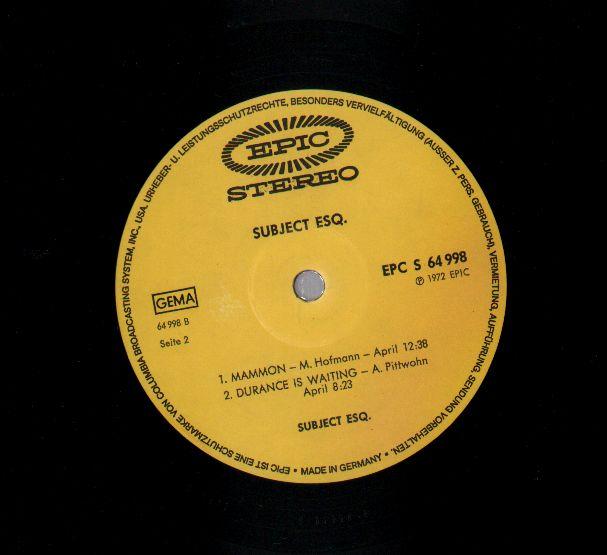 EPIC
STEREO
SUBJECT ESQ.
EPC S 64 998
Ⓟ 1972 EPIC
GEMA
64 998 B
Seite 2
1. MAMMON – M. Hofmann – April 12:38
2. DURANCE IS WAITING – A. Pittwohn
April 8:23
SUBJECT ESQ.
EPIC IST EINE SCHUTZMARKE VON COLUMBIA BROADCASTING SYSTEM, INC., USA. URHEBER- U. LEISTUNGSSCHUTZRECHTE, BESONDERS VERVIELFÄLTIGUNG (AUSSER Z. PERS. GEBRAUCH), VERMIETUNG, AUFFÜHRUNG, SENDUNG VORBEHALTEN. • MADE IN GERMANY •